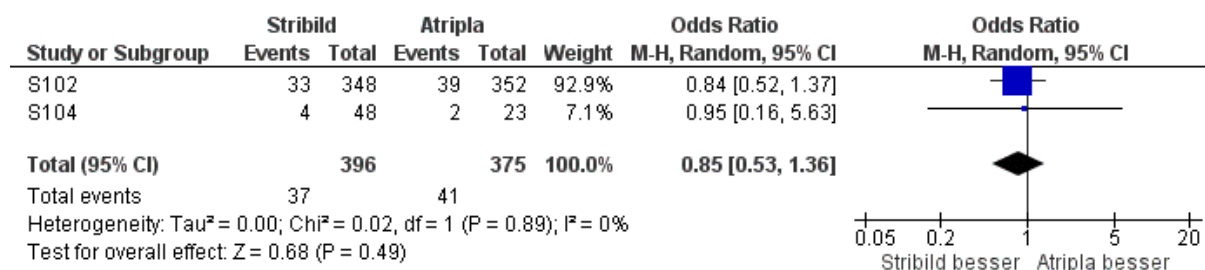 Stribild Atripla Odds Ratio Odds Ratio
Study or Subgroup Events Total Events Total Weight M-H, Random, 95% CI M-H, Random, 95% CI
S102 33 348 39 352 92.9% 0.84 [0.52, 1.37]
S104 4 48 2 23 7.1% 0.95 [0.16, 5.63]
Total (95% CI) 396 375 100.0% 0.85 [0.53, 1.36]
Total events 37 41
Heterogeneity: Tau² = 0.00; Chi² = 0.02, df = 1 (P = 0.89); I² = 0%
Test for overall effect: Z = 0.68 (P = 0.49)
0.05 0.2 1 5 20
Stribild besser Atripla besser